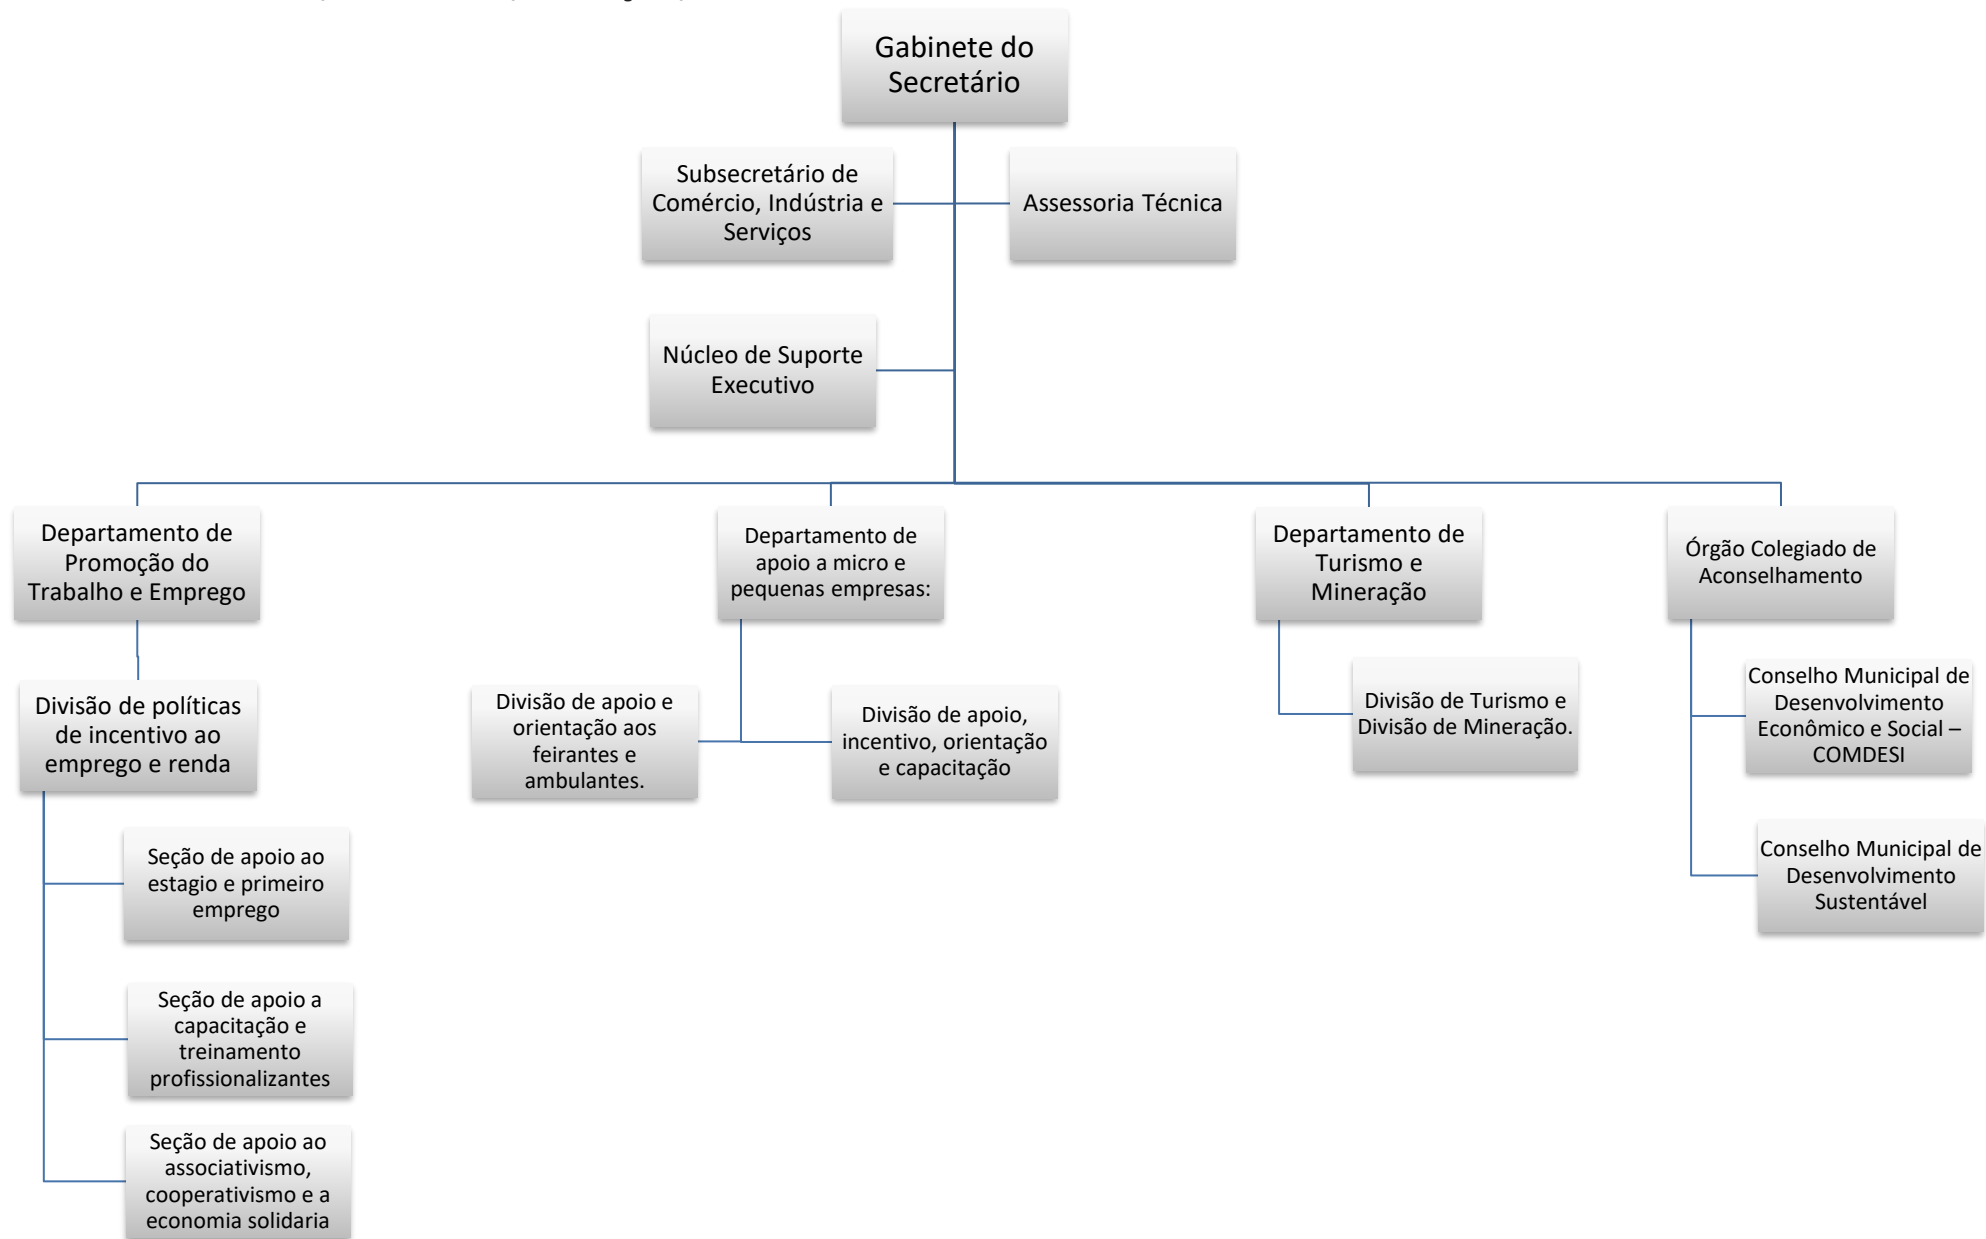 Gabinete do
Secretário
Subsecretário de
Comércio, Indústria e
Serviços
Assessoria Técnica
Núcleo de Suporte
Executivo
Departamento de
Promoção do
Trabalho e Emprego
Departamento de
apoio a micro e
pequenas empresas:
Departamento de
Turismo e
Mineração
Órgão Colegiado de
Aconselhamento
Divisão de políticas
de incentivo ao
emprego e renda
Divisão de apoio e
orientação aos
feirantes e
ambulantes.
Divisão de apoio,
incentivo, orientação
e capacitação
Divisão de Turismo e
Divisão de Mineração.
Conselho Municipal de
Desenvolvimento
Econômico e Social –
COMDESI
Seção de apoio ao
estagio e primeiro
emprego
Conselho Municipal de
Desenvolvimento
Sustentável
Seção de apoio a
capacitação e
treinamento
profissionalizantes
Seção de apoio ao
associativismo,
cooperativismo e a
economia solidaria